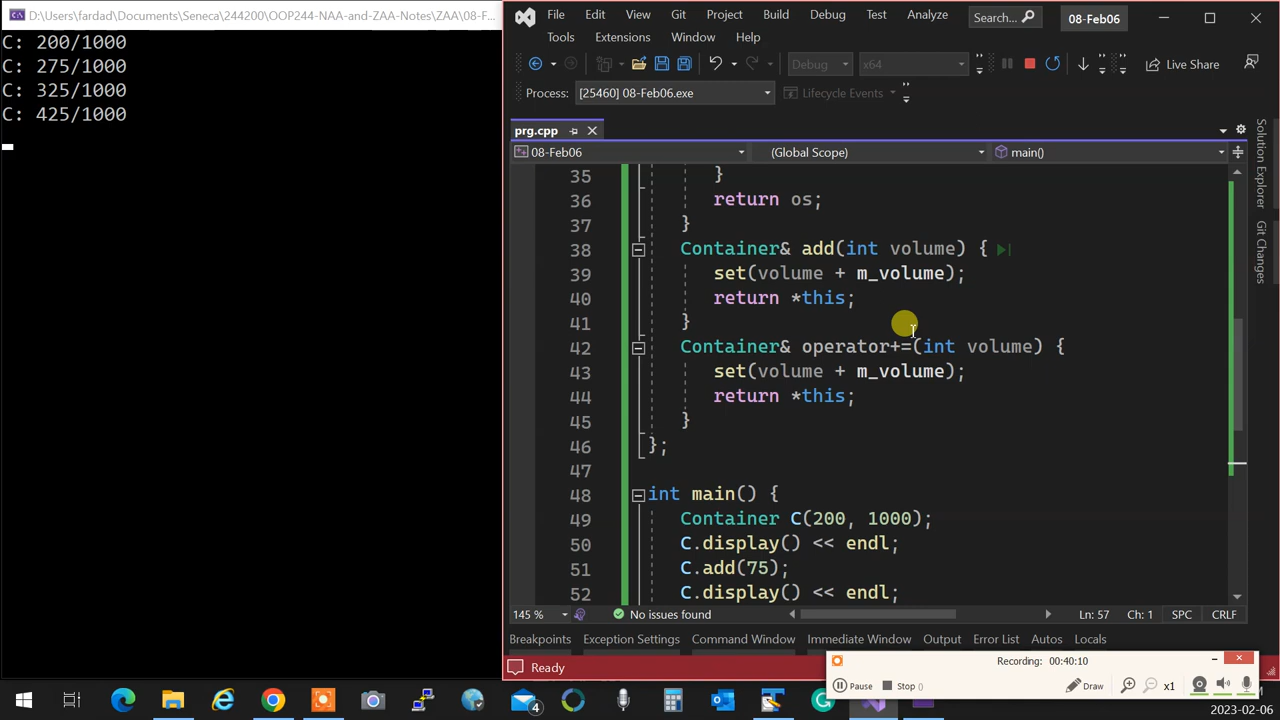 D:\Users\fardad\Documents\Seneca\244200\OOP244-NAA-and-ZAA-Notes\ZAA\08-F...
C: 200/1000
C: 275/1000
C: 325/1000
C: 425/1000
File Edit View Git Project Build Debug Test Analyze Search... 08-Feb06
Tools Extensions Window Help
Debug x64 Live Share
Process: [25460] 08-Feb06.exe Lifecycle Events
prg.cpp
08-Feb06 (Global Scope) main()
35 }
36 return os;
37 }
38 Container& add(int volume) {
39 set(volume + m_volume);
40 return *this;
41 }
42 Container& operator+=(int volume) {
43 set(volume + m_volume);
44 return *this;
45 }
46 };
47
48 int main() {
49 Container C(200, 1000);
50 C.display() << endl;
51 C.add(75);
52 C.display() << endl;
Solution Explorer
Git Changes
145 % No issues found Ln: 57 Ch: 1 SPC CRLF
Breakpoints Exception Settings Command Window Immediate Window Output Error List Autos Locals
Ready
Recording: 00:40:10
Pause Stop () Draw x1
4
2023-02-06